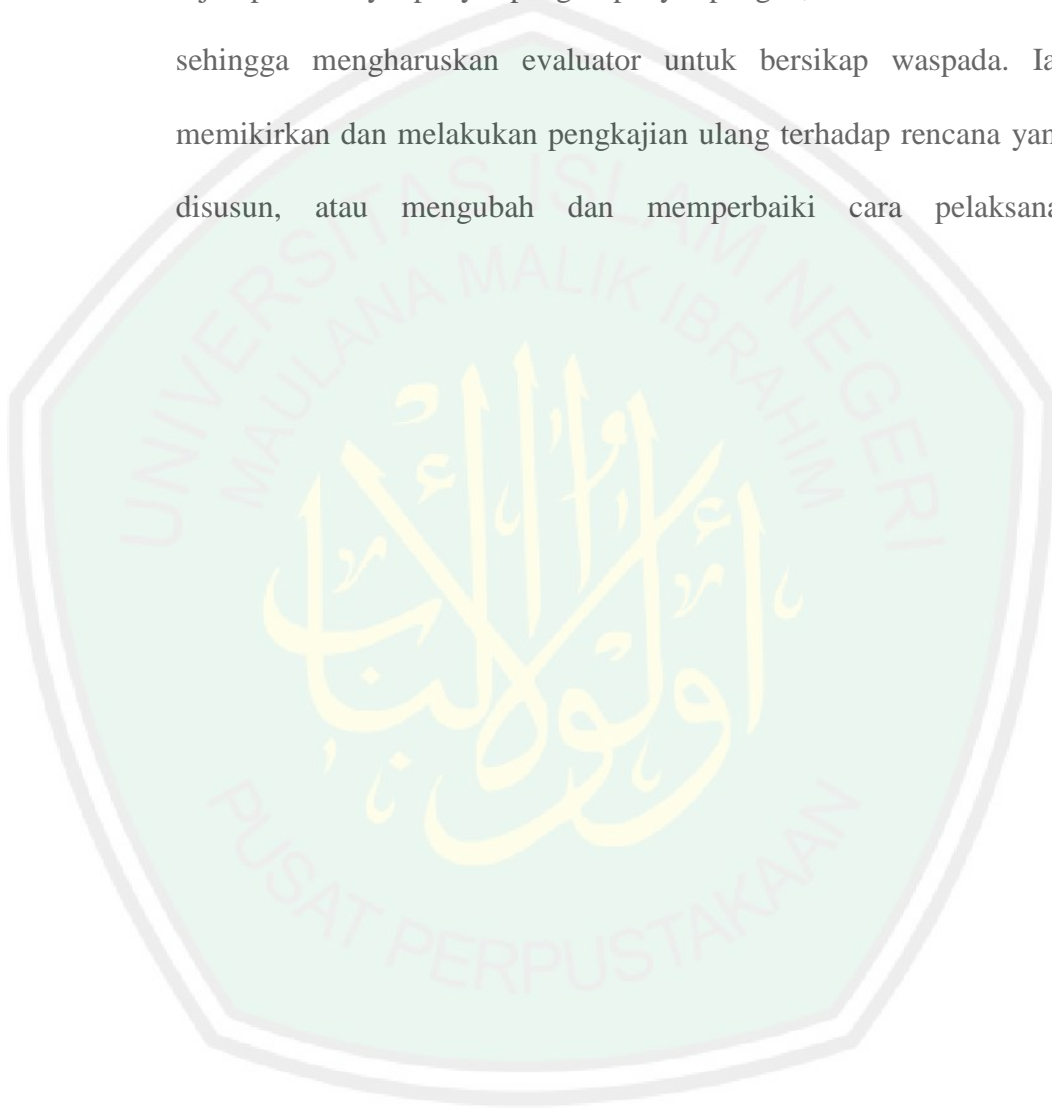 sehingga mengharuskan evaluator untuk bersikap waspada. Ia
memikirkan dan melakukan pengkajian ulang terhadap rencana yan
disusun, atau mengubah dan memperbaiki cara pelaksana
UNIVERSITAS ISLAM NEGERI
MAULANA MALIK IBRAHIM
PUSAT PERPUSTAKAAN